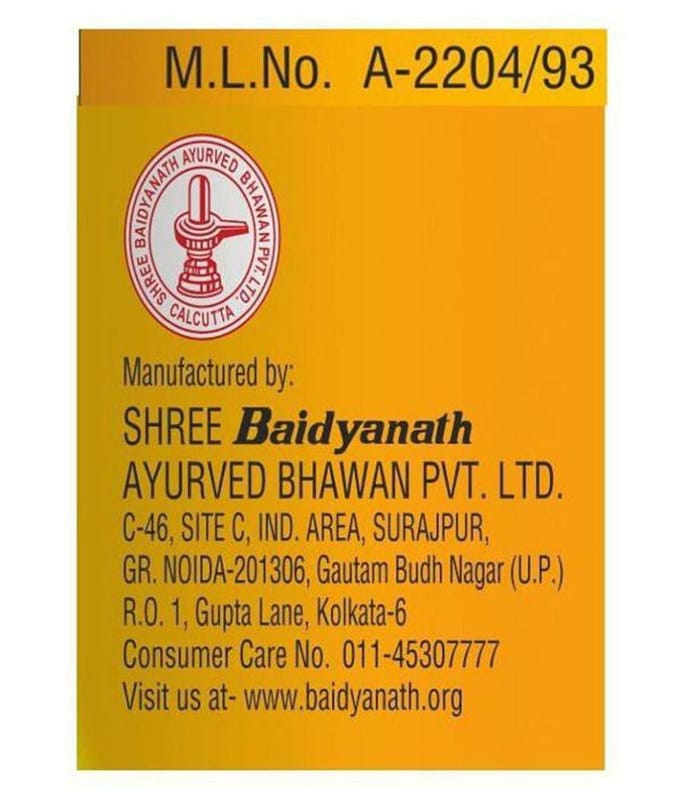 M.L.No. A-2204/93
SHREE BAIDYANATH AYURVED BHAWAN PVT. LTD.
CALCUTTA
Manufactured by:
SHREE Baidyanath
AYURVED BHAWAN PVT. LTD.
C-46, SITE C, IND. AREA, SURAJPUR,
GR. NOIDA-201306, Gautam Budh Nagar (U.P.)
R.O. 1, Gupta Lane, Kolkata-6
Consumer Care No. 011-45307777
Visit us at- www.baidyanath.org